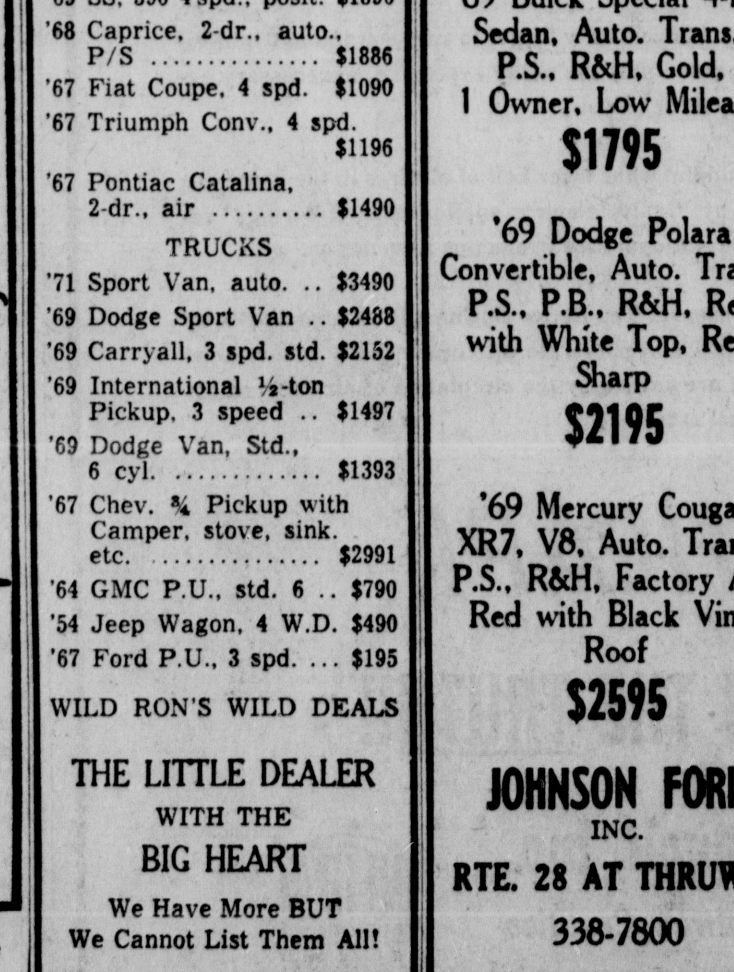 '68 Caprice, 2-dr., auto.,
P/S ............... $1886
'67 Fiat Coupe, 4 spd. $1090
'67 Triumph Conv., 4 spd.
$1196
'67 Pontiac Catalina,
2-dr., air .......... $1490
TRUCKS
'71 Sport Van, auto. .. $3490
'69 Dodge Sport Van .. $2488
'69 Carryall, 3 spd. std. $2152
'69 International ½-ton
Pickup, 3 speed .. $1497
'69 Dodge Van, Std.,
6 cyl. ............. $1393
'67 Chev. ¾ Pickup with
Camper, stove, sink.
etc. ............... $2991
'64 GMC P.U., std. 6 .. $790
'54 Jeep Wagon, 4 W.D. $490
'67 Ford P.U., 3 spd. ... $195
WILD RON'S WILD DEALS
THE LITTLE DEALER
WITH THE
BIG HEART
We Have More BUT
We Cannot List Them All!
Buick Special
Sedan, Auto. Trans.
P.S., R&H, Gold,
1 Owner, Low
$1795
'69 Dodge Polara
Convertible, Auto.
P.S., P.B., R&H,
with White Top,
Sharp
$2195
'69 Mercury
XR7, V8, Auto.
P.S., R&H, Factory
Red with Black
Roof
$2595
JOHNSON
INC.
RTE. 28 AT
338-7800